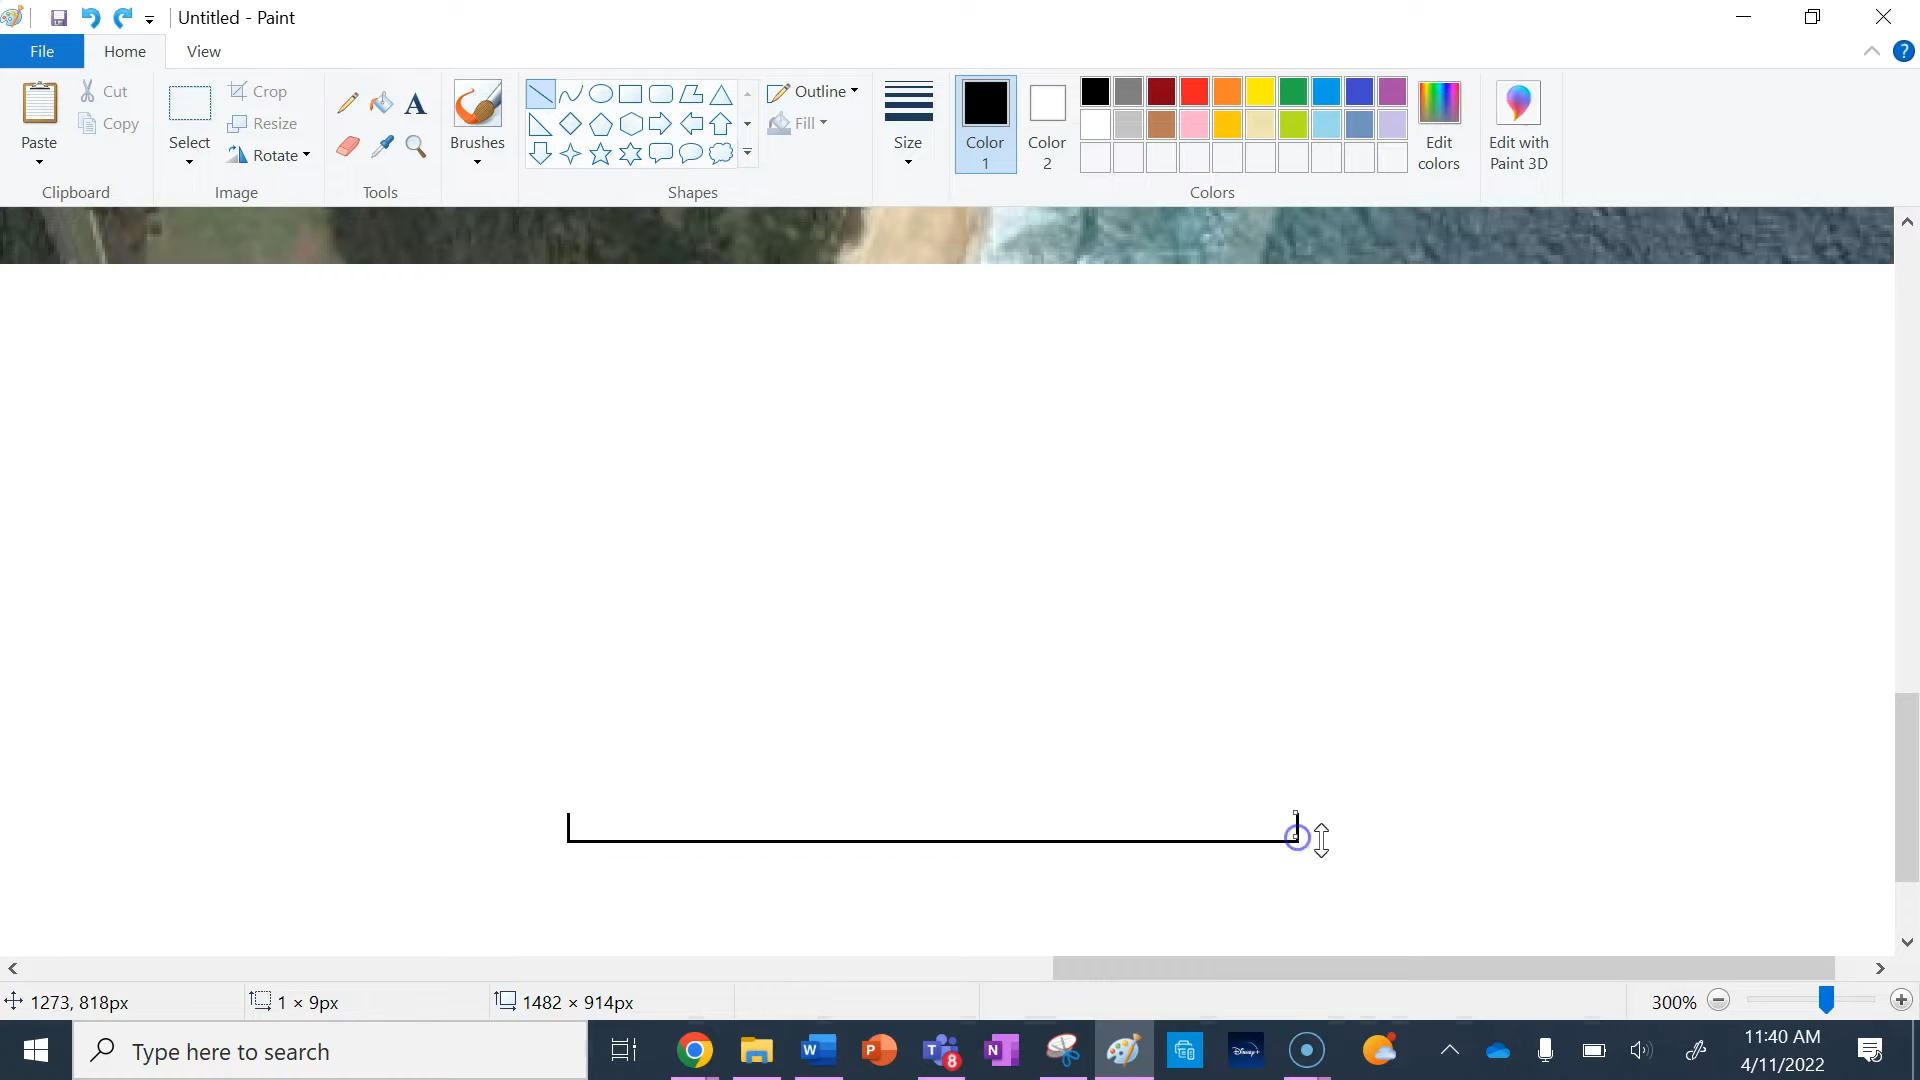 Untitled - Paint
File Home View
Paste Cut Copy
Clipboard
Select Crop Resize Rotate
Image
A
Tools
Brushes
Outline Fill
Shapes
Size
Color 1
Color 2
Edit colors
Colors
Edit with Paint 3D
?
1273, 818px
1 × 9px
1482 × 914px
300%
Type here to search
W
P
T 8
N
Disney+
11:40 AM
4/11/2022